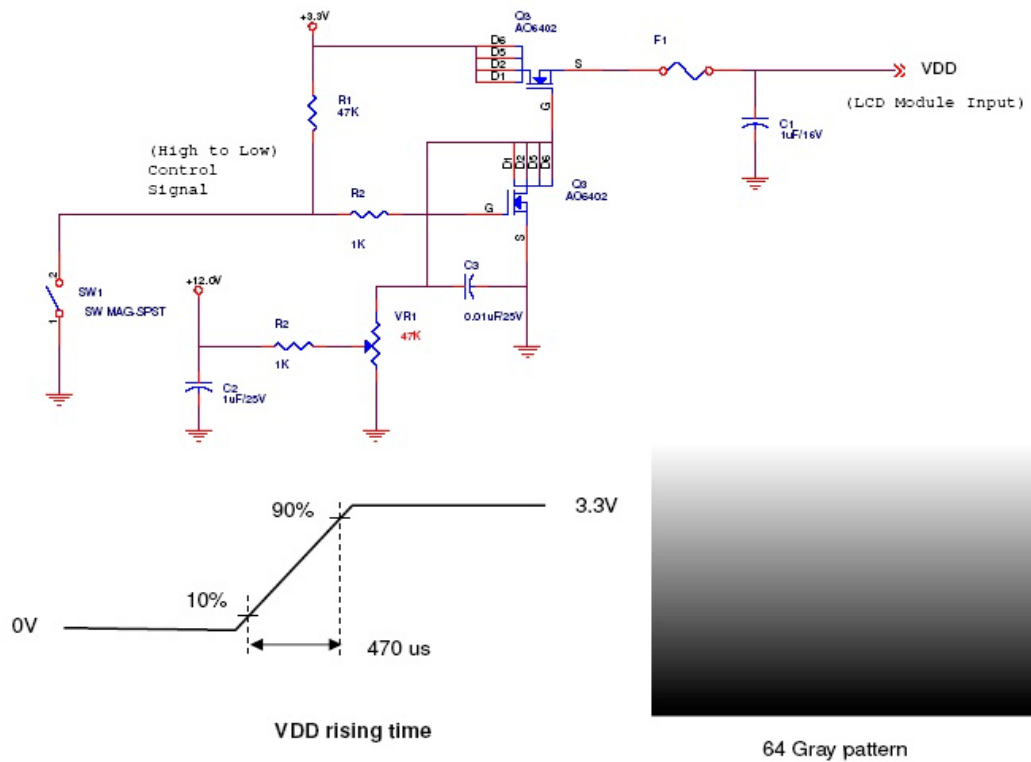 +3.3V
Q3
AO6402
D6
D5
D2
D1
S
G
F1
VDD
(LCD Module Input)
C1
1uF/16V
R1
47K
(High to Low)
Control
Signal
D1
D2
D5
D6
Q3
AO6402
R2
1K
G
S
2
1
SW1
SW MAG-SPST
+12.0V
C3
0.01uF/25V
R2
1K
VR1
47K
C2
1uF/25V
90%
3.3V
10%
0V
470 us
VDD rising time
64 Gray pattern